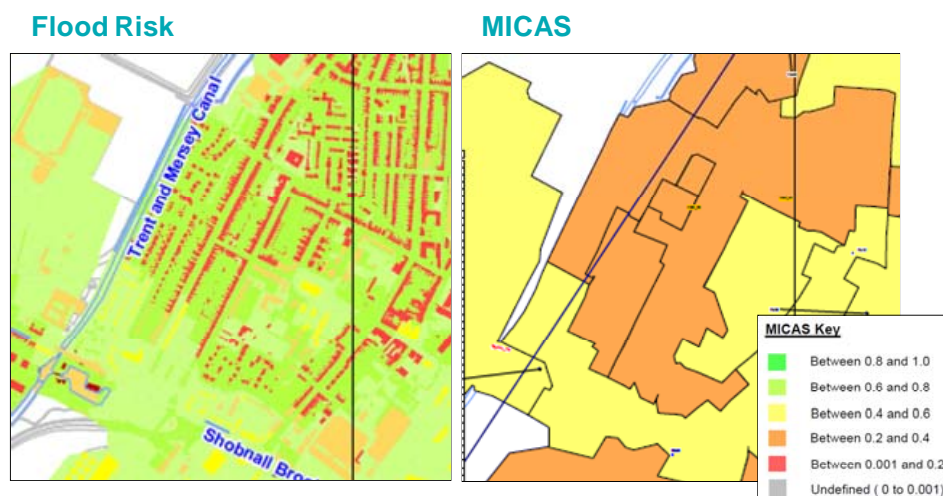 Flood Risk
MICAS
Trent and Mersey Canal
Shobnall Broo
MICAS Key
Between 0.8 and 1.0
Between 0.6 and 0.8
Between 0.4 and 0.6
Between 0.2 and 0.4
Between 0.001 and 0.2
Undefined ( 0 to 0.001)